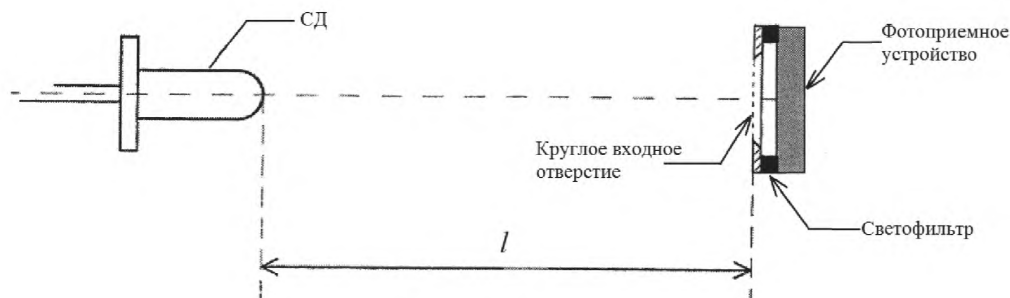 СД
Фотоприемное
устройство
Круглое входное
отверстие
Светофильтр
l